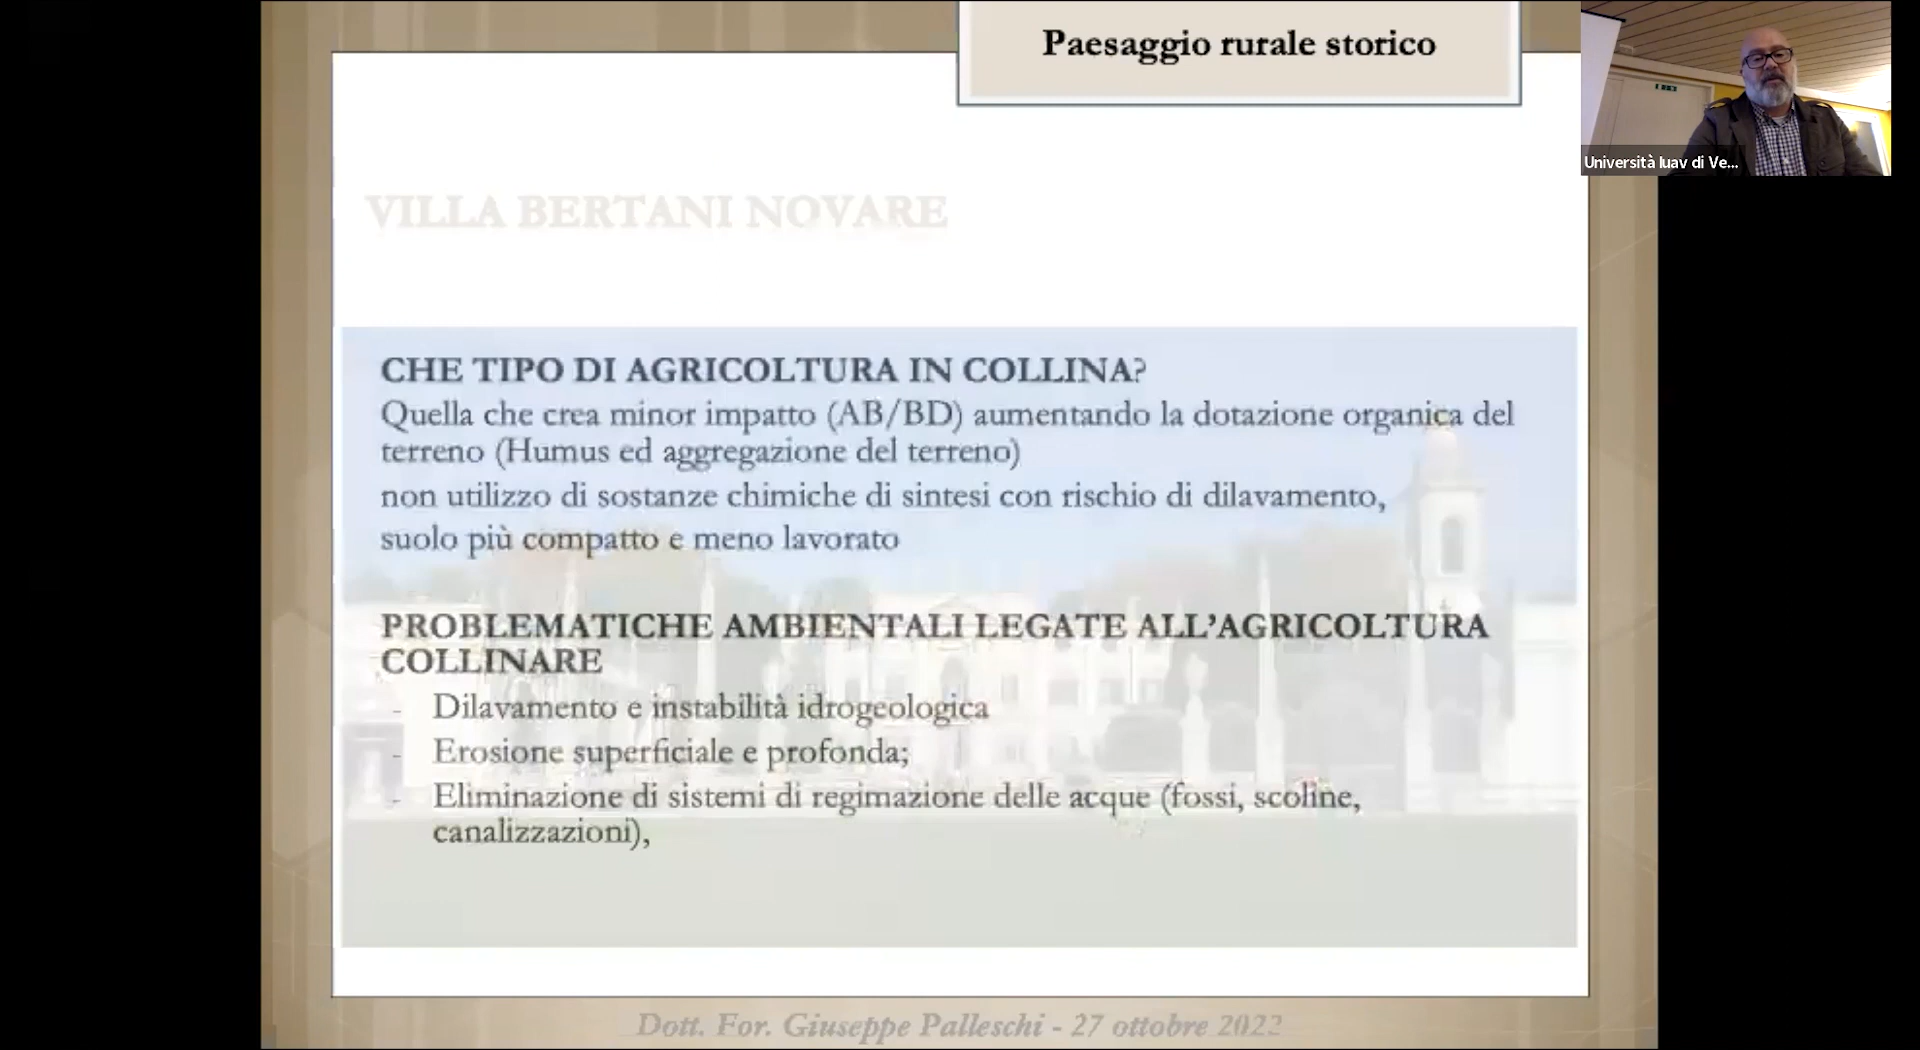 Paesaggio rurale storico
Università Iuav di Ve...
VILLA BERTANI NOVARE
CHE TIPO DI AGRICOLTURA IN COLLINA?
Quella che crea minor impatto (AB/BD) aumentando la dotazione organica del
terreno (Humus ed aggregazione del terreno)
non utilizzo di sostanze chimiche di sintesi con rischio di dilavamento,
suolo più compatto e meno lavorato
PROBLEMATICHE AMBIENTALI LEGATE ALL'AGRICOLTURA
COLLINARE
- Dilavamento e instabilità idrogeologica
- Erosione superficiale e profonda;
- Eliminazione di sistemi di regimazione delle acque (fossi, scoline,
canalizzazioni),
Dott. For. Giuseppe Palleschi - 27 ottobre 2022